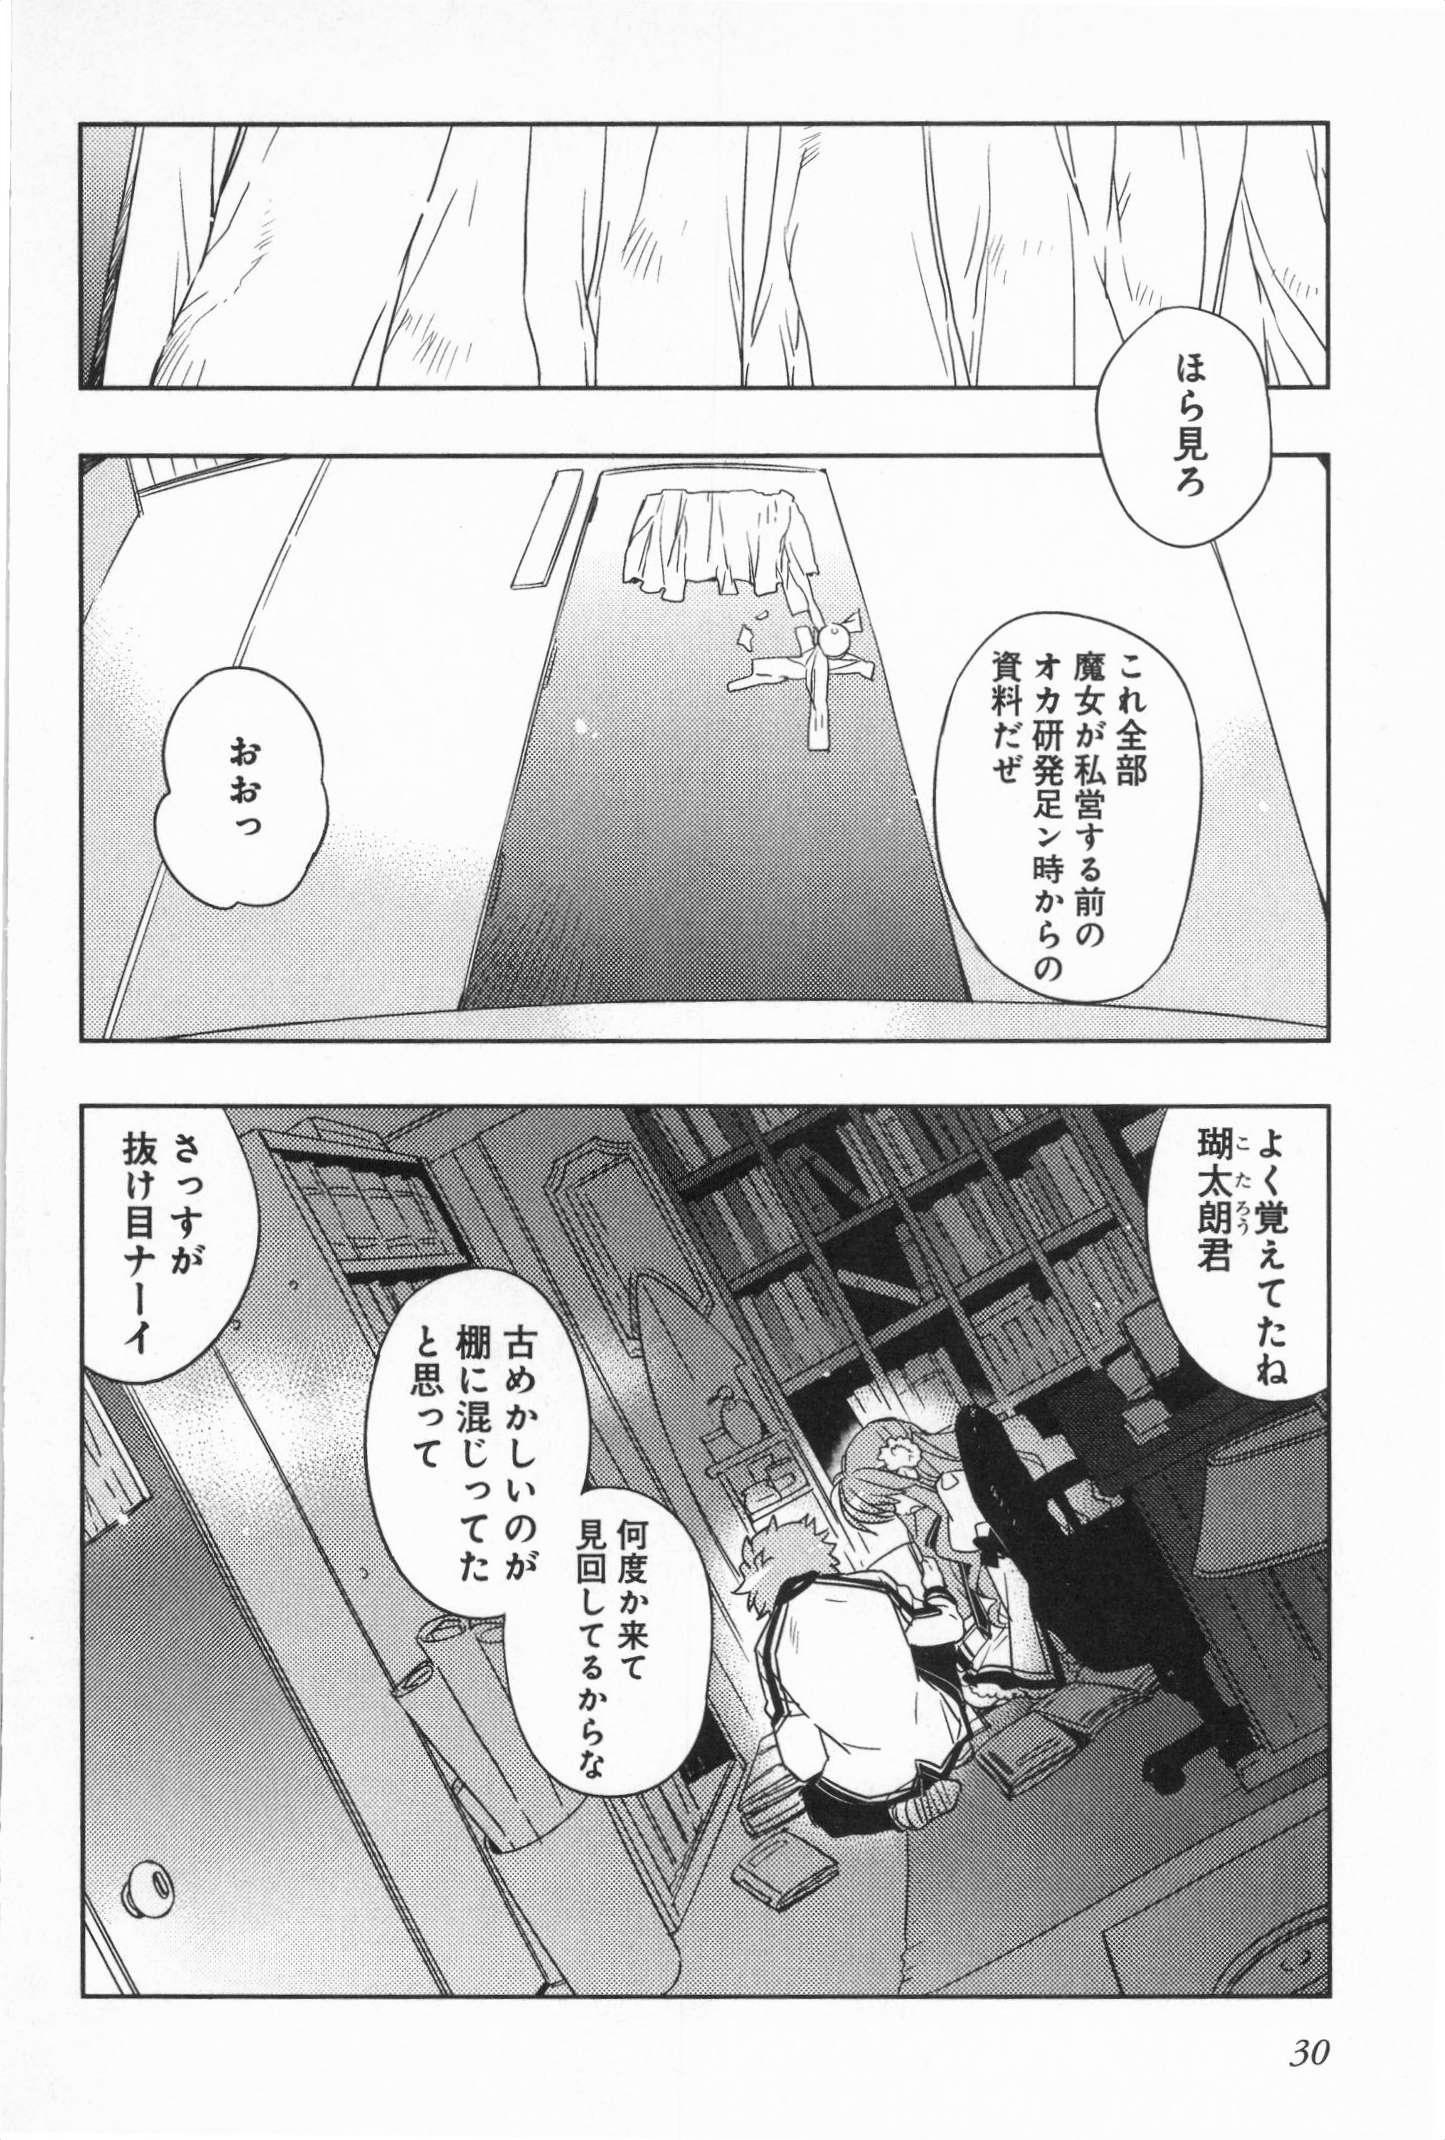 ほら見ろ
これ全部
魔女が私営する前の
オカ研発足ン時からの
資料だぜ
おおっ
よく覚えてたね
瑚太朗君
こたろう
何度か来て
見回してるからな
古めかしいのが
棚に混じってた
と思って
さっすが
抜け目ナーイ
30